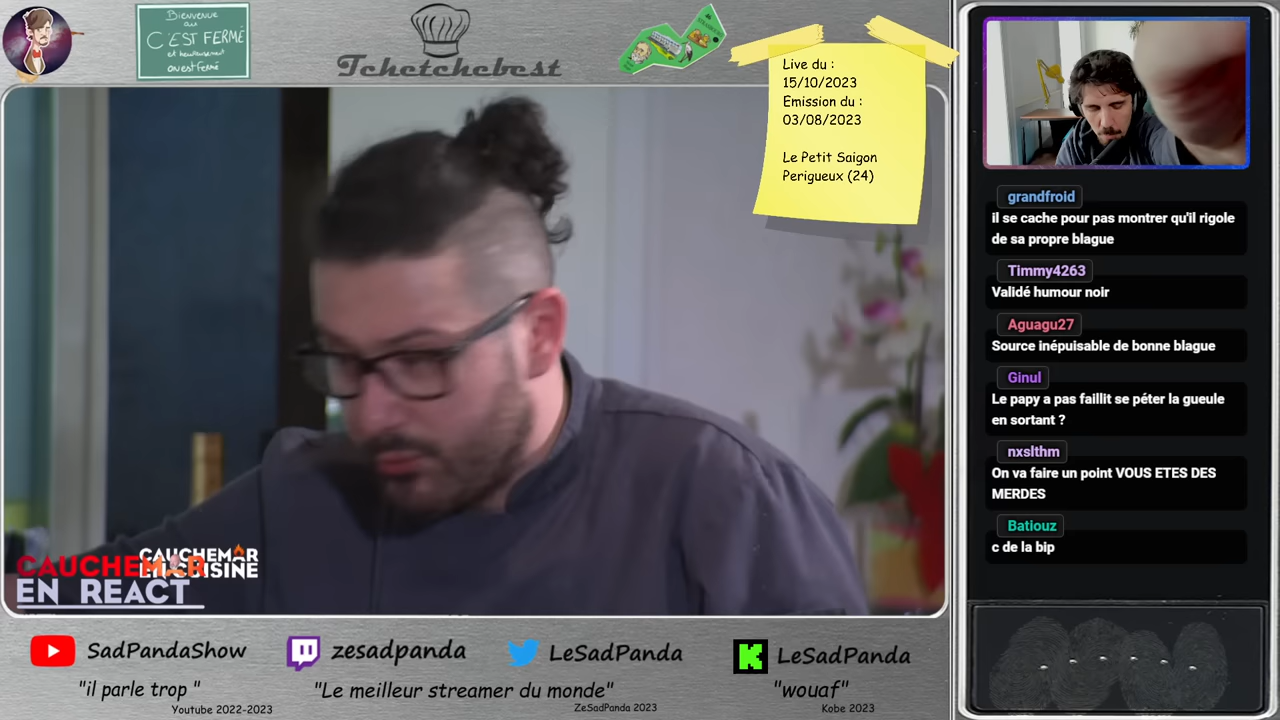 Bienvenue
au
C'EST FERMÉ
et heureusement
on est fermé
Tchetchebest
Live du :
15/10/2023
Emission du :
03/08/2023
Le Petit Saigon
Perigueux (24)
grandfroid
il se cache pour pas montrer qu'il rigole
de sa propre blague
Timmy4263
Validé humour noir
Aguagu27
Source inépuisable de bonne blague
Ginul
Le papy a pas faillit se péter la gueule
en sortant ?
nxslthm
On va faire un point VOUS ETES DES
MERDES
Batiouz
c de la bip
CAUCHEMAR
EN CUISINE
CAUCHEMAR
EN REACT
SadPandaShow
zesadpanda
LeSadPanda
LeSadPanda
"il parle trop "
Youtube 2022-2023
"Le meilleur streamer du monde"
ZeSadPanda 2023
"wouaf"
Kobe 2023